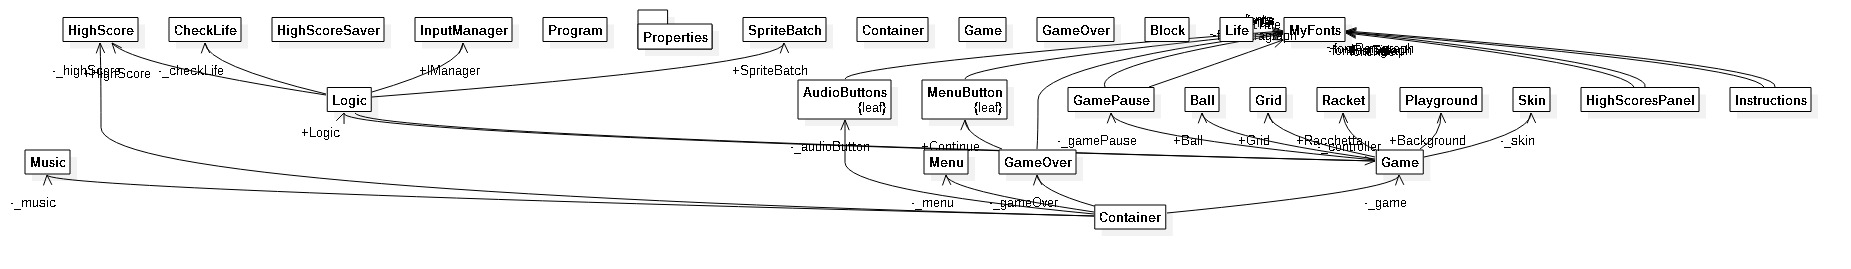 HighScore
CheckLife
HighScoreSaver
InputManager
Program
Properties
SpriteBatch
Container
Game
GameOver
Block
Life
MyFonts
-_highScore
+HighScore
-_checkLife
+IManager
+SpriteBatch
Logic
AudioButtons
{leaf}
MenuButton
{leaf}
GamePause
Ball
Grid
Racket
Playground
Skin
HighScoresPanel
Instructions
+Logic
-_audioButton
+Continue
-_gamePause
+Ball
+Grid
+Racchetta
-_controller
+Background
-_skin
Music
Menu
GameOver
Game
-_music
-_menu
-_gameOver
-_game
Container